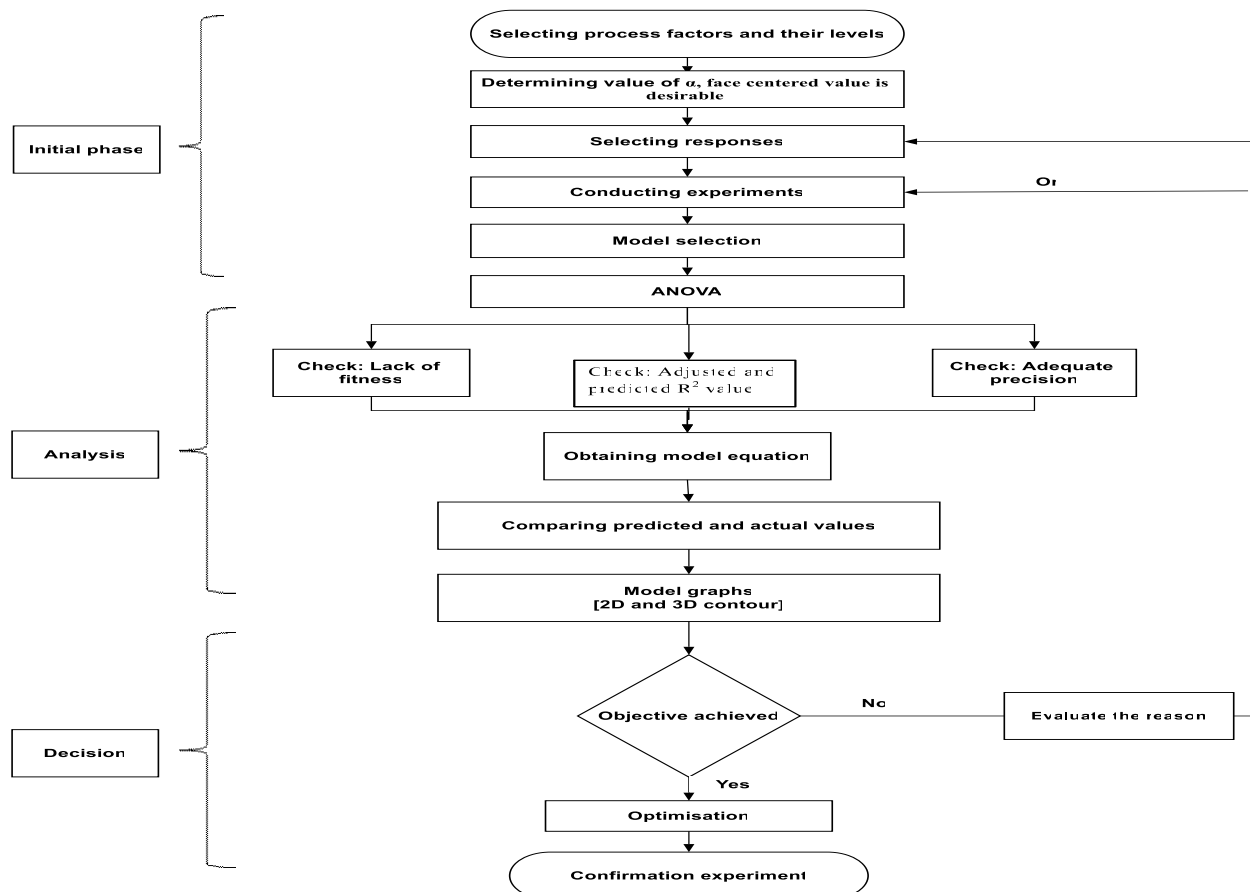 Selecting process factors and their levels
Determining value of α, face centered value is
desirable
Selecting responses
Initial phase
Conducting experiments
Or
Model selection
ANOVA
Check: Lack of
fitness
Check: Adjusted and
predicted R² value
Check: Adequate
precision
Analysis
Obtaining model equation
Comparing predicted and actual values
Model graphs
[2D and 3D contour]
Objective achieved
No
Evaluate the reason
Decision
Yes
Optimisation
Confirmation experiment